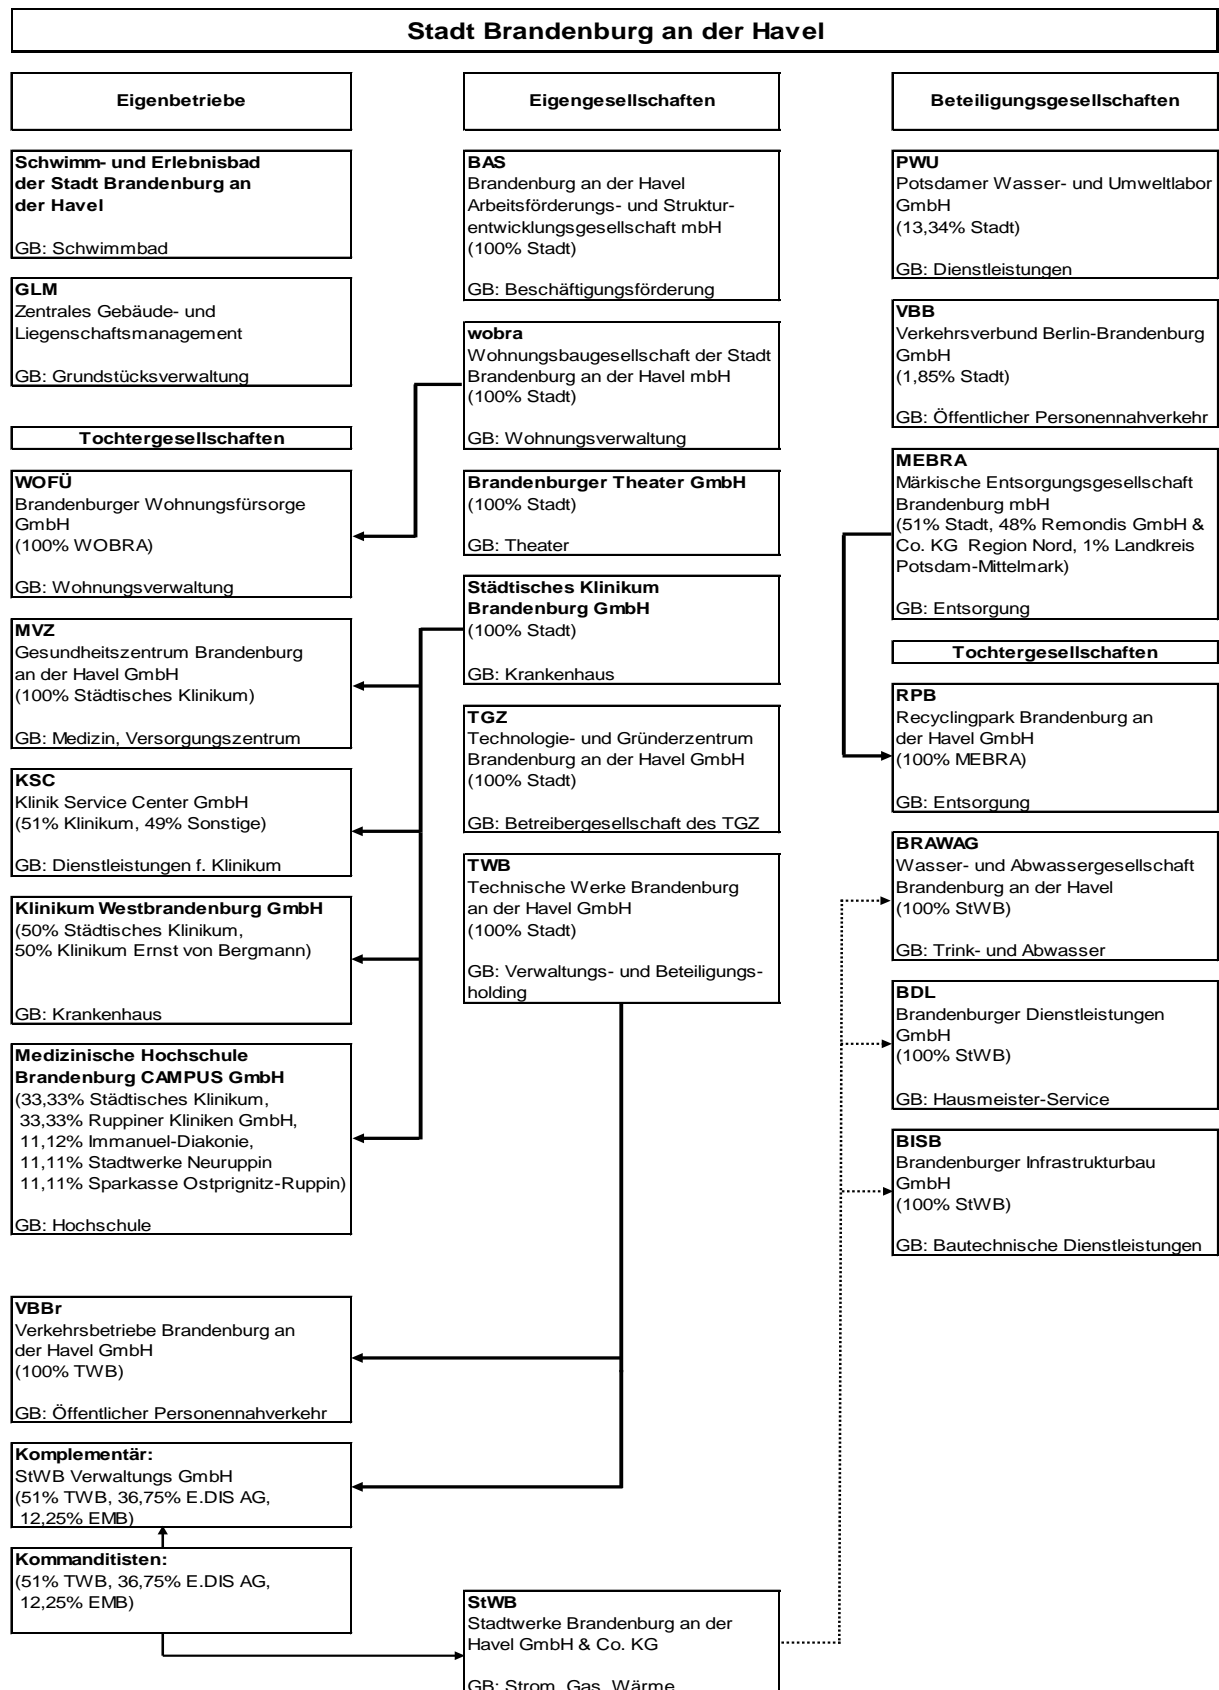 Stadt Brandenburg an der Havel
Eigenbetriebe
Schwimm- und Erlebnisbad
der Stadt Brandenburg an
der Havel
GB: Schwimmbad
GLM
Zentrales Gebäude- und
Liegenschaftsmanagement
GB: Grundstücksverwaltung
Tochtergesellschaften
WOFÜ
Brandenburger Wohnungsfürsorge
GmbH
(100% WOBRA)
GB: Wohnungsverwaltung
MVZ
Gesundheitszentrum Brandenburg
an der Havel GmbH
(100% Städtisches Klinikum)
GB: Medizin, Versorgungszentrum
KSC
Klinik Service Center GmbH
(51% Klinikum, 49% Sonstige)
GB: Dienstleistungen f. Klinikum
Klinikum Westbrandenburg GmbH
(50% Städtisches Klinikum,
50% Klinikum Ernst von Bergmann)
GB: Krankenhaus
Medizinische Hochschule
Brandenburg CAMPUS GmbH
(33,33% Städtisches Klinikum,
33,33% Ruppiner Kliniken GmbH,
11,12% Immanuel-Diakonie,
11,11% Stadtwerke Neuruppin
11,11% Sparkasse Ostprignitz-Ruppin)
GB: Hochschule
VBBr
Verkehrsbetriebe Brandenburg an
der Havel GmbH
(100% TWB)
GB: Öffentlicher Personennahverkehr
Komplementär:
StWB Verwaltungs GmbH
(51% TWB, 36,75% E.DIS AG,
12,25% EMB)
Kommanditisten:
(51% TWB, 36,75% E.DIS AG,
12,25% EMB)
Eigengesellschaften
BAS
Brandenburg an der Havel
Arbeitsförderungs- und Struktur-
entwicklungsgesellschaft mbH
(100% Stadt)
GB: Beschäftigungsförderung
wobra
Wohnungsbaugesellschaft der Stadt
Brandenburg an der Havel mbH
(100% Stadt)
GB: Wohnungsverwaltung
Brandenburger Theater GmbH
(100% Stadt)
GB: Theater
Städtisches Klinikum
Brandenburg GmbH
(100% Stadt)
GB: Krankenhaus
TGZ
Technologie- und Gründerzentrum
Brandenburg an der Havel GmbH
(100% Stadt)
GB: Betreibergesellschaft des TGZ
TWB
Technische Werke Brandenburg
an der Havel GmbH
(100% Stadt)
GB: Verwaltungs- und Beteiligungs-
holding
StWB
Stadtwerke Brandenburg an der
Havel GmbH & Co. KG
GB: Strom, Gas, Wärme
Beteiligungsgesellschaften
PWU
Potsdamer Wasser- und Umweltlabor
GmbH
(13,34% Stadt)
GB: Dienstleistungen
VBB
Verkehrsverbund Berlin-Brandenburg
GmbH
(1,85% Stadt)
GB: Öffentlicher Personennahverkehr
MEBRA
Märkische Entsorgungsgesellschaft
Brandenburg mbH
(51% Stadt, 48% Remondis GmbH &
Co. KG Region Nord, 1% Landkreis
Potsdam-Mittelmark)
GB: Entsorgung
Tochtergesellschaften
RPB
Recyclingpark Brandenburg an
der Havel GmbH
(100% MEBRA)
GB: Entsorgung
BRAWAG
Wasser- und Abwassergesellschaft
Brandenburg an der Havel
(100% StWB)
GB: Trink- und Abwasser
BDL
Brandenburger Dienstleistungen
GmbH
(100% StWB)
GB: Hausmeister-Service
BISB
Brandenburger Infrastrukturbau
GmbH
(100% StWB)
GB: Bautechnische Dienstleistungen